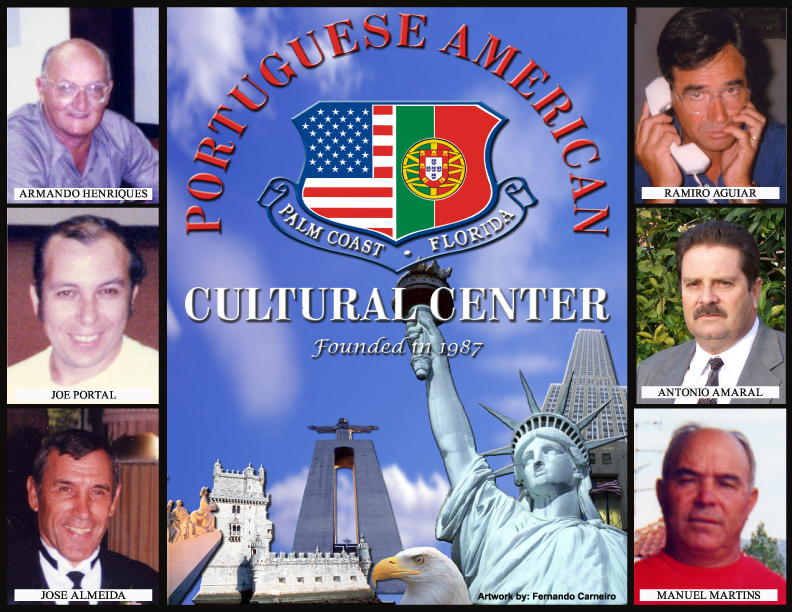 PORTUGUESE AMERICAN
PALM COAST • FLORIDA
CULTURAL CENTER
Founded in 1987
ARMANDO HENRIQUES
JOE PORTAL
JOSE ALMEIDA
RAMIRO AGUIAR
ANTONIO AMARAL
MANUEL MARTINS
Artwork by: Fernando Carneiro